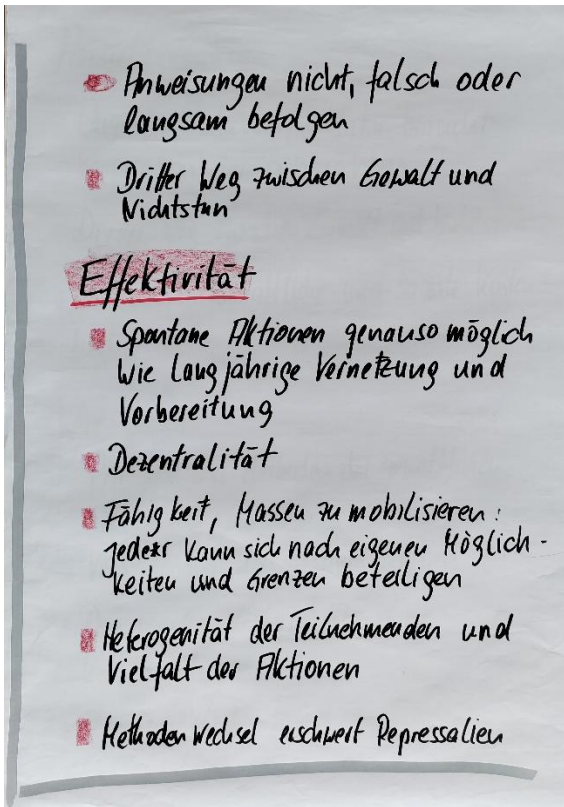 Anweisungen nicht, falsch oder
langsam befolgen
Dritter Weg zwischen Gewalt und
Nichtstun
Effektivität
Spontane Aktionen genauso möglich
wie langjährige Vernetzung und
Vorbereitung
Dezentralität
Fähigkeit, Massen zu mobilisieren:
jede*r kann sich nach eigenen Möglich-
keiten und Grenzen beteiligen
Heterogenität der Teilnehmenden und
Vielfalt der Aktionen
Methodenwechsel erschwert Repressalien